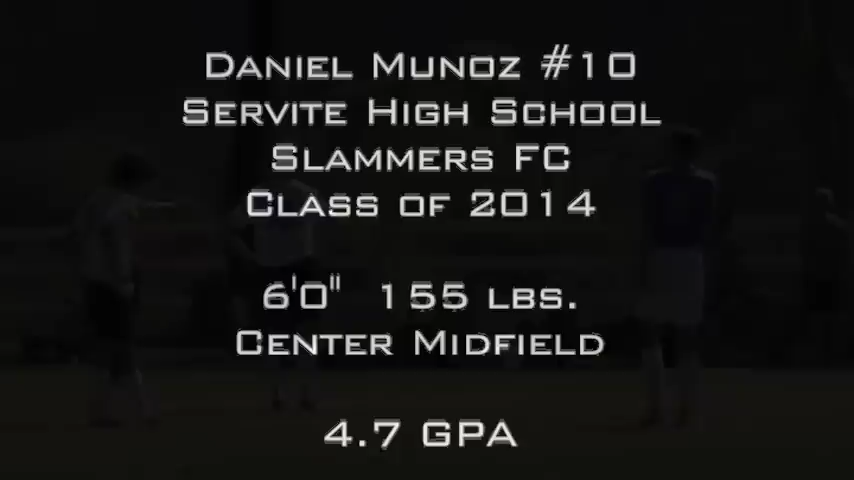 Daniel Munoz #10
Servite High School
Slammers FC
Class of 2014
6'0" 155 lbs.
Center Midfield
4.7 GPA